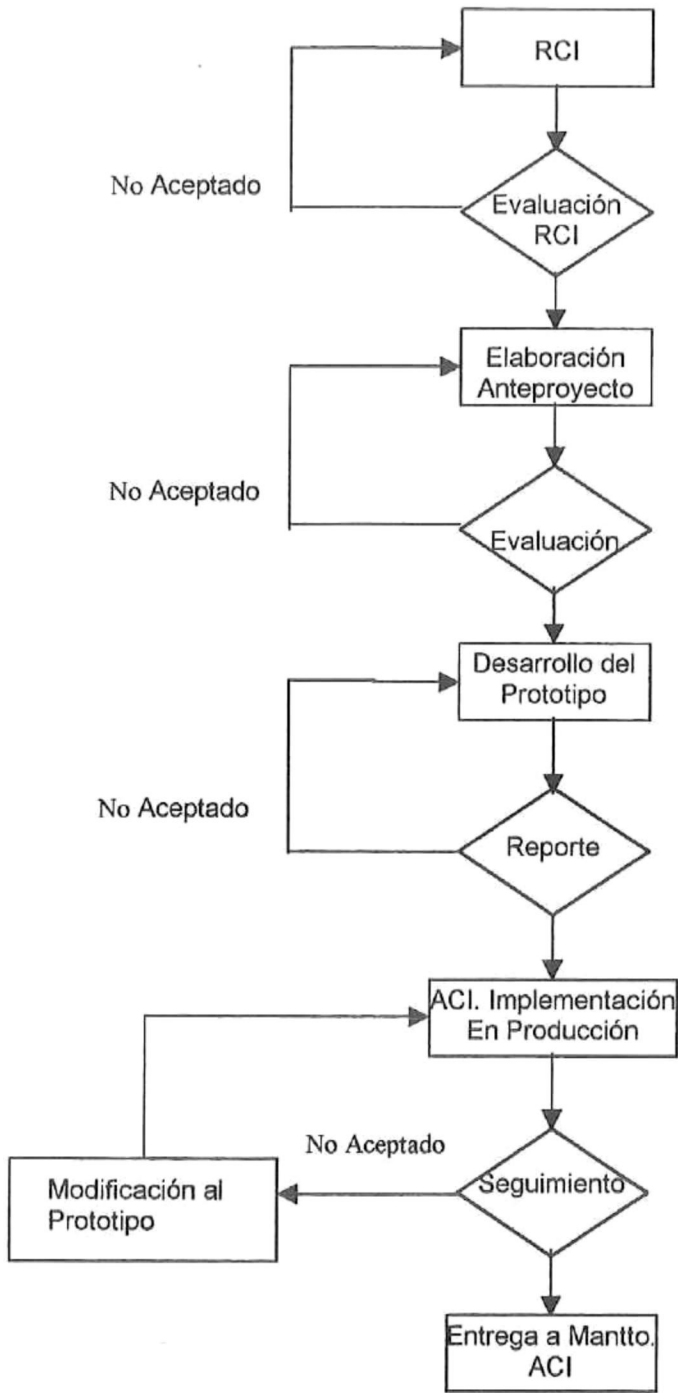 RCI
No Aceptado
Evaluación
RCI
Elaboración
Anteproyecto
No Aceptado
Evaluación
Desarrollo del
Prototipo
No Aceptado
Reporte
ACI. Implementación
En Producción
No Aceptado
Modificación al
Prototipo
Seguimiento
Entrega a Mantto.
ACI